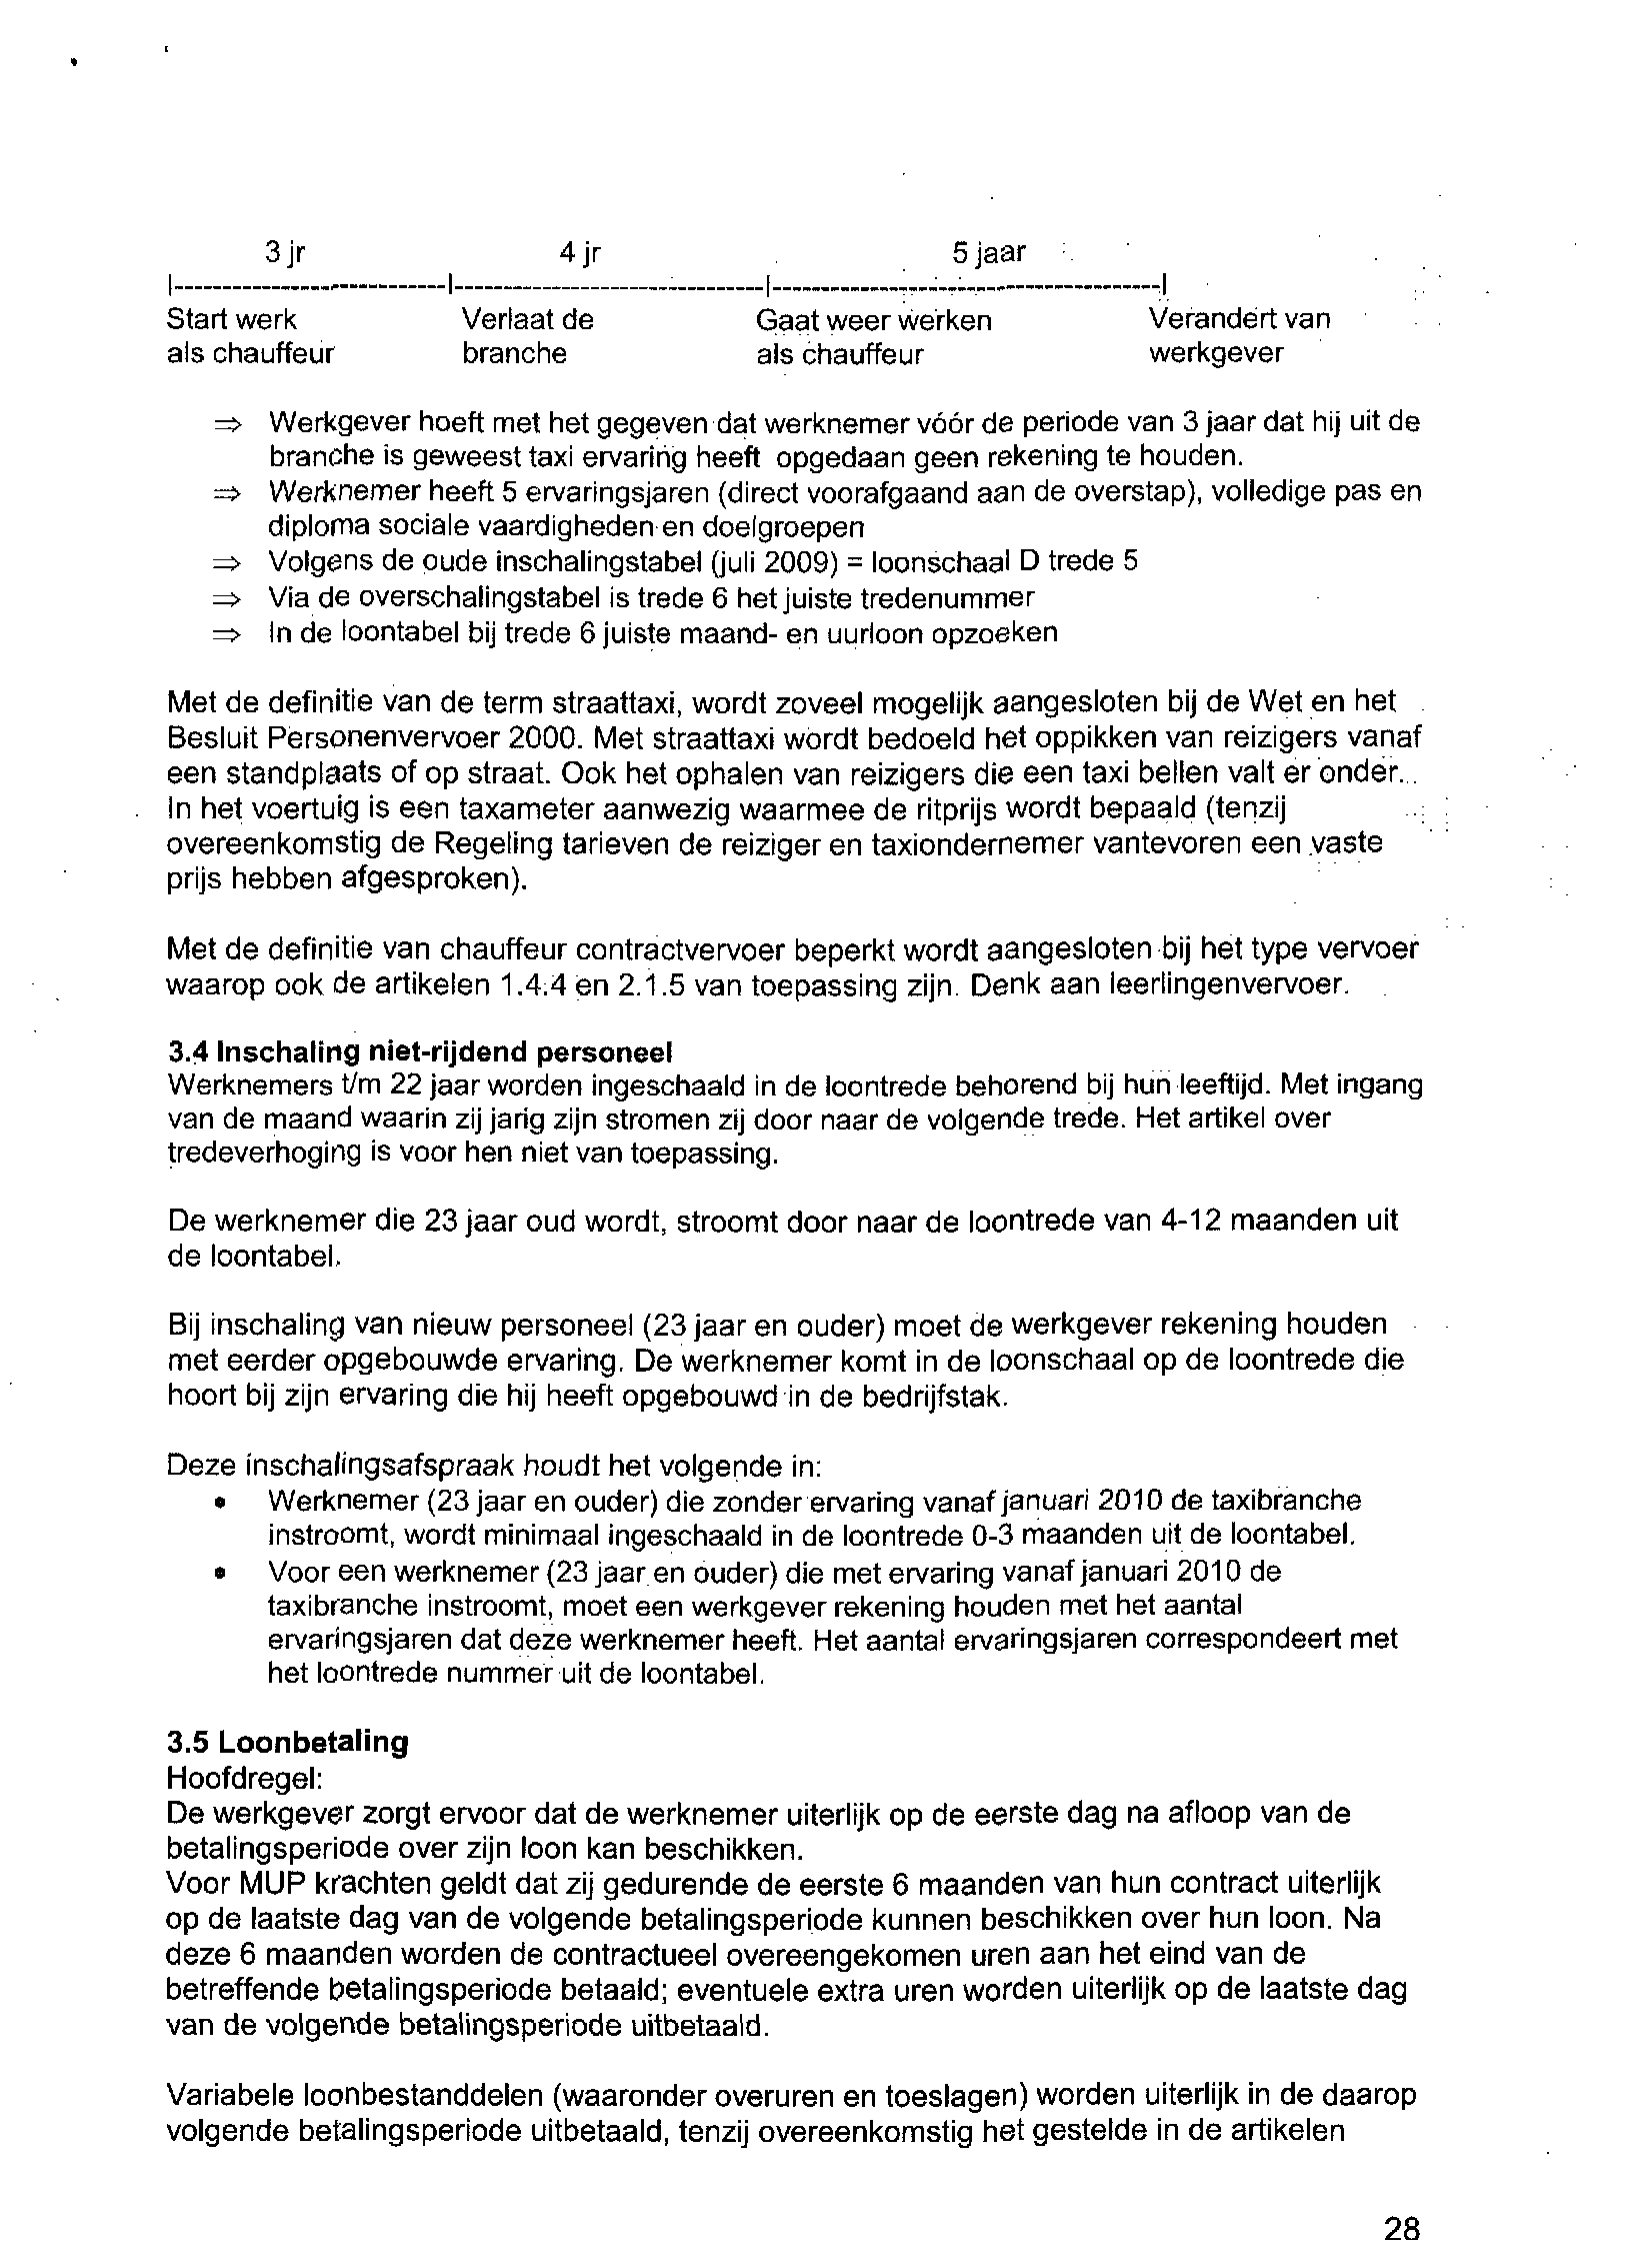 3 jr 4 jr 5 jaar
|----------------------------|--------------------------------|----------------------------------------|
Start werk Verlaat de Gaat weer werken Verandert van
als chauffeur branche als chauffeur werkgever
⇒ Werkgever hoeft met het gegeven dat werknemer vóór de periode van 3 jaar dat hij uit de
branche is geweest taxi ervaring heeft opgedaan geen rekening te houden.
⇒ Werknemer heeft 5 ervaringsjaren (direct voorafgaand aan de overstap), volledige pas en
diploma sociale vaardigheden en doelgroepen
⇒ Volgens de oude inschalingstabel (juli 2009) = loonschaal D trede 5
⇒ Via de overschalingstabel is trede 6 het juiste tredenummer
⇒ In de loontabel bij trede 6 juiste maand- en uurloon opzoeken
Met de definitie van de term straattaxi, wordt zoveel mogelijk aangesloten bij de Wet en het
Besluit Personenvervoer 2000. Met straattaxi wordt bedoeld het oppikken van reizigers vanaf
een standplaats of op straat. Ook het ophalen van reizigers die een taxi bellen valt er onder.
In het voertuig is een taxameter aanwezig waarmee de ritprijs wordt bepaald (tenzij
overeenkomstig de Regeling tarieven de reiziger en taxiondernemer vantevoren een vaste
prijs hebben afgesproken).
Met de definitie van chauffeur contractvervoer beperkt wordt aangesloten bij het type vervoer
waarop ook de artikelen 1.4.4 en 2.1.5 van toepassing zijn. Denk aan leerlingenvervoer.
3.4 Inschaling niet-rijdend personeel
Werknemers t/m 22 jaar worden ingeschaald in de loontrede behorend bij hun leeftijd. Met ingang
van de maand waarin zij jarig zijn stromen zij door naar de volgende trede. Het artikel over
tredeverhoging is voor hen niet van toepassing.
De werknemer die 23 jaar oud wordt, stroomt door naar de loontrede van 4-12 maanden uit
de loontabel.
Bij inschaling van nieuw personeel (23 jaar en ouder) moet de werkgever rekening houden
met eerder opgebouwde ervaring. De werknemer komt in de loonschaal op de loontrede die
hoort bij zijn ervaring die hij heeft opgebouwd in de bedrijfstak.
Deze inschalingsafspraak houdt het volgende in:
• Werknemer (23 jaar en ouder) die zonder ervaring vanaf januari 2010 de taxibranche
instroomt, wordt minimaal ingeschaald in de loontrede 0-3 maanden uit de loontabel.
• Voor een werknemer (23 jaar en ouder) die met ervaring vanaf januari 2010 de
taxibranche instroomt, moet een werkgever rekening houden met het aantal
ervaringsjaren dat deze werknemer heeft. Het aantal ervaringsjaren correspondeert met
het loontrede nummer uit de loontabel.
3.5 Loonbetaling
Hoofdregel:
De werkgever zorgt ervoor dat de werknemer uiterlijk op de eerste dag na afloop van de
betalingsperiode over zijn loon kan beschikken.
Voor MUP krachten geldt dat zij gedurende de eerste 6 maanden van hun contract uiterlijk
op de laatste dag van de volgende betalingsperiode kunnen beschikken over hun loon. Na
deze 6 maanden worden de contractueel overeengekomen uren aan het eind van de
betreffende betalingsperiode betaald; eventuele extra uren worden uiterlijk op de laatste dag
van de volgende betalingsperiode uitbetaald.
Variabele loonbestanddelen (waaronder overuren en toeslagen) worden uiterlijk in de daarop
volgende betalingsperiode uitbetaald, tenzij overeenkomstig het gestelde in de artikelen
28